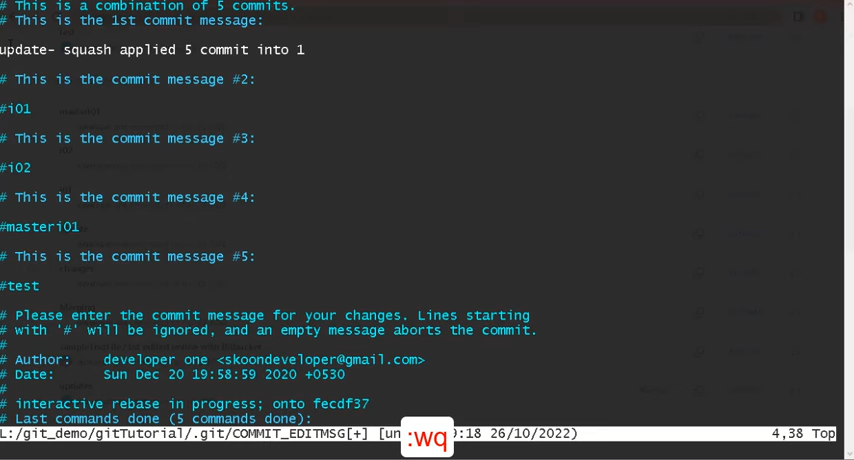 # This is a combination of 5 commits.
# This is the 1st commit message:
update- squash applied 5 commit into 1
# This is the commit message #2:
#i01
# This is the commit message #3:
#i02
# This is the commit message #4:
#masteri01
# This is the commit message #5:
#test
# Please enter the commit message for your changes. Lines starting
# with '#' will be ignored, and an empty message aborts the commit.
#
# Author:    developer one <skoondeveloper@gmail.com>
# Date:      Sun Dec 20 19:58:59 2020 +0530
#
# interactive rebase in progress; onto fecdf37
# Last commands done (5 commands done):
L:/git_demo/gitTutorial/.git/COMMIT_EDITMSG[+] [un :wq 9:18 26/10/2022) 4,38 Top